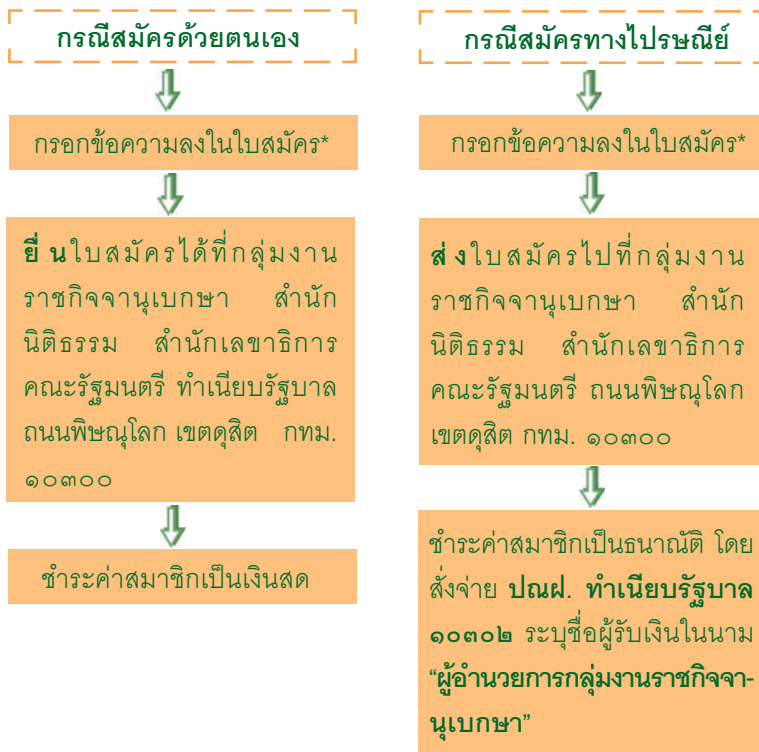 กรณีสมัครด้วยตนเอง
กรอกข้อความลงในใบสมัคร*
ยื่นใบสมัครได้ที่กลุ่มงาน
ราชกิจจานุเบกษา สำนัก
นิติธรรม สำนักเลขาธิการ
คณะรัฐมนตรี ทำเนียบรัฐบาล
ถนนพิษณุโลก เขตดุสิต กทม.
๑๐๓๐๐
ชำระค่าสมาชิกเป็นเงินสด
กรณีสมัครทางไปรษณีย์
กรอกข้อความลงในใบสมัคร*
ส่งใบสมัครไปที่กลุ่มงาน
ราชกิจจานุเบกษา สำนัก
นิติธรรม สำนักเลขาธิการ
คณะรัฐมนตรี ถนนพิษณุโลก
เขตดุสิต กทม. ๑๐๓๐๐
ชำระค่าสมาชิกเป็นธนาณัติ โดย
สั่งจ่าย ปณฝ. ทำเนียบรัฐบาล
๑๐๓๐๒ ระบุชื่อผู้รับเงินในนาม
“ผู้อำนวยการกลุ่มงานราชกิจจา-
นุเบกษา”